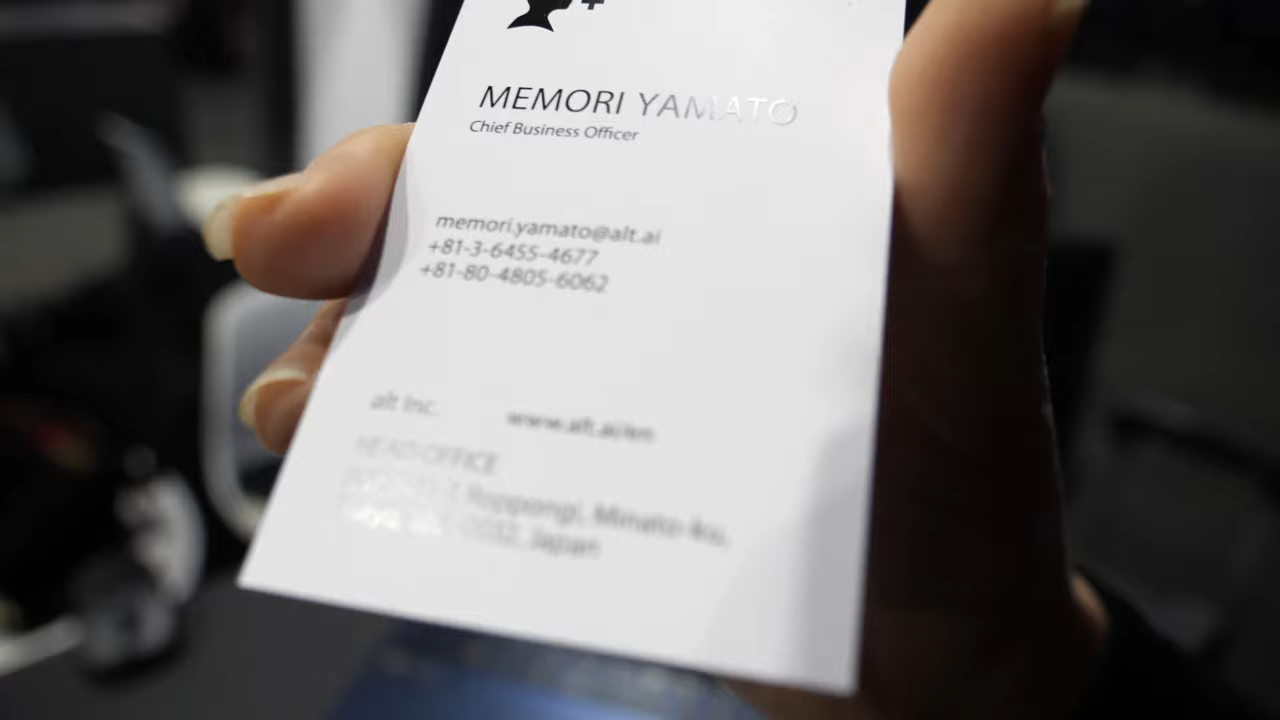 MEMORI YAMATO
Chief Business Officer
memori.yamato@alt.ai
+81-3-6455-4677
+81-80-4805-6062
alt Inc.
www.alt.ai/en
HEAD OFFICE
Roppongi, Minato-ku,
Japan